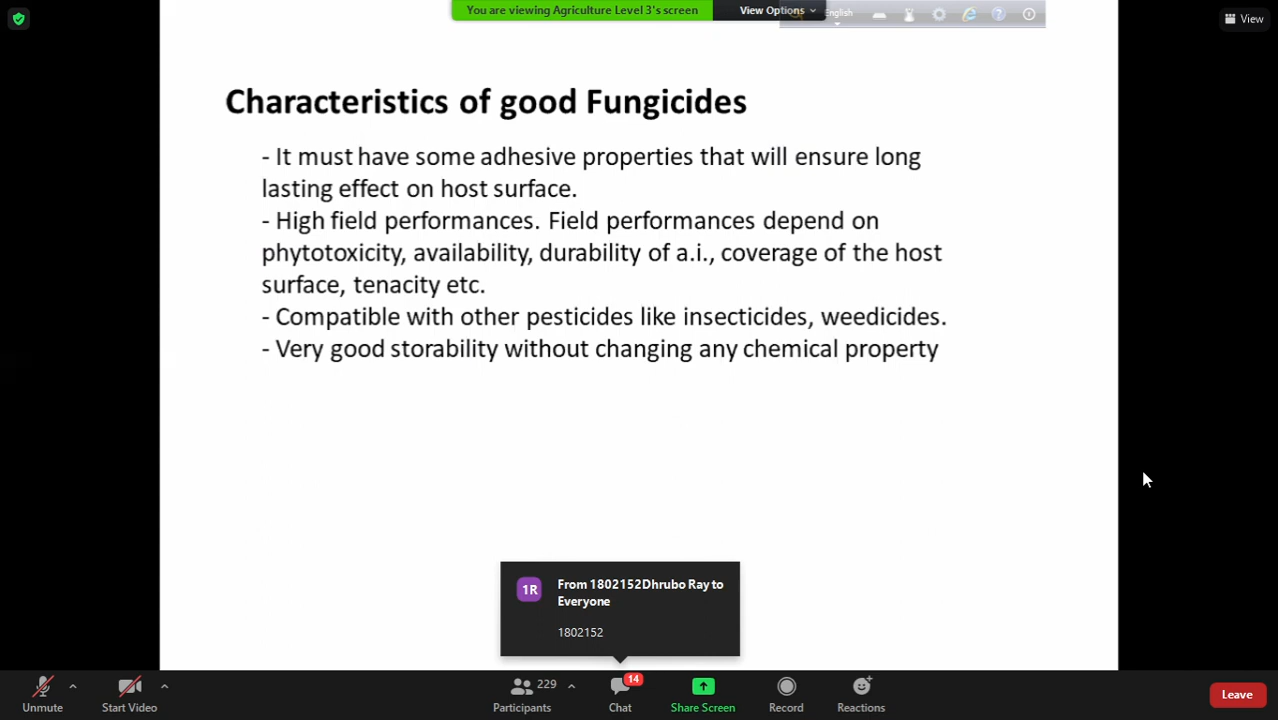 You are viewing Agriculture Level 3's screen
View Options
English
View
Characteristics of good Fungicides
- It must have some adhesive properties that will ensure long
lasting effect on host surface.
- High field performances. Field performances depend on
phytotoxicity, availability, durability of a.i., coverage of the host
surface, tenacity etc.
- Compatible with other pesticides like insecticides, weedicides.
- Very good storability without changing any chemical property
1R
From 1802152Dhrubo Ray to
Everyone
1802152
229
14
Unmute
Start Video
Participants
Chat
Share Screen
Record
Reactions
Leave